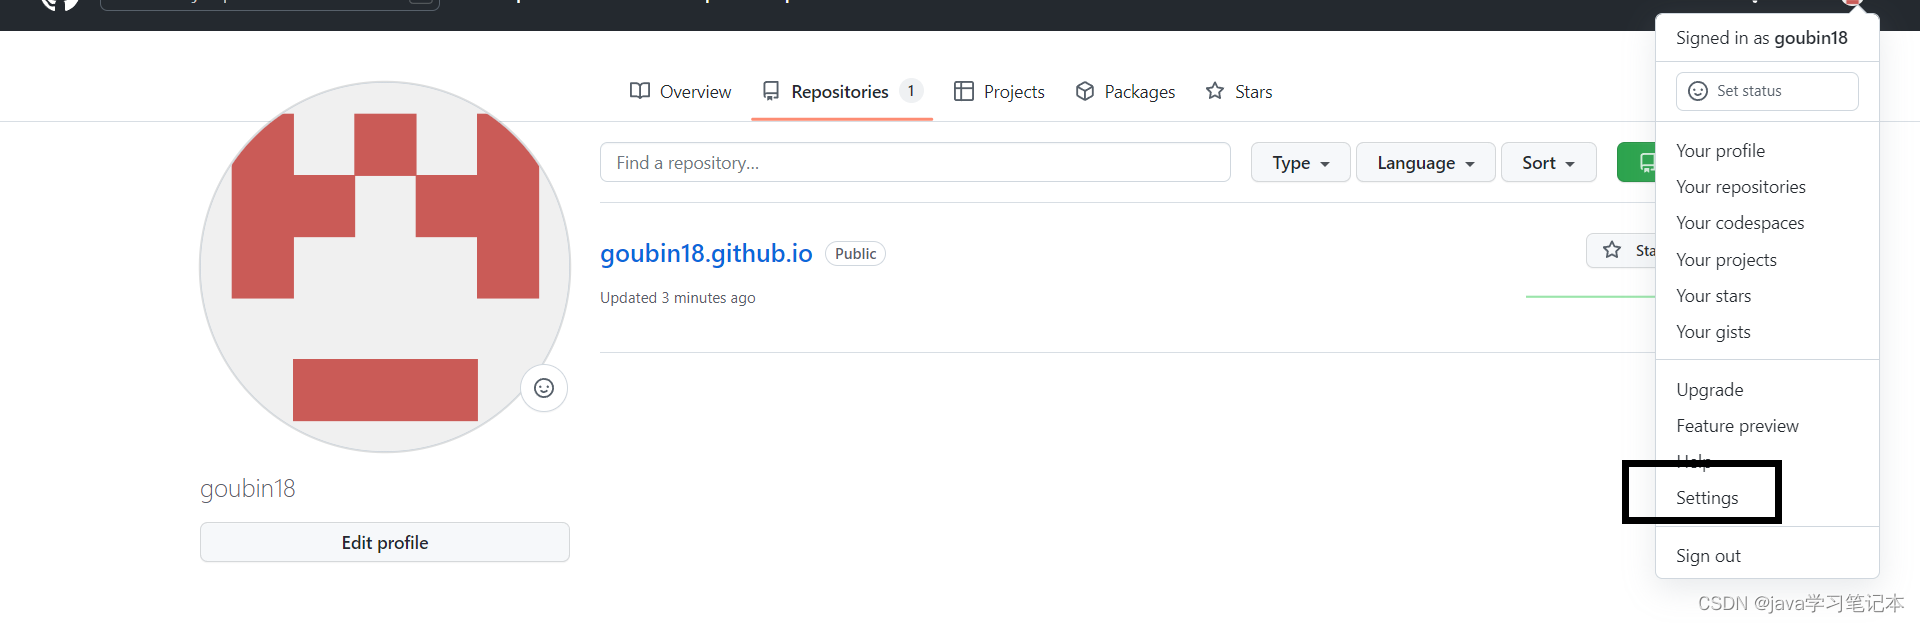 Signed in as goubin18
Set status
Overview
Repositories 1
Projects
Packages
Stars
Find a repository...
Type
Language
Sort
goubin18.github.io Public
Updated 3 minutes ago
goubin18
Edit profile
Your profile
Your repositories
Your codespaces
Your projects
Your stars
Your gists
Upgrade
Feature preview
Help
Settings
Sign out
CSDN @java学习笔记本